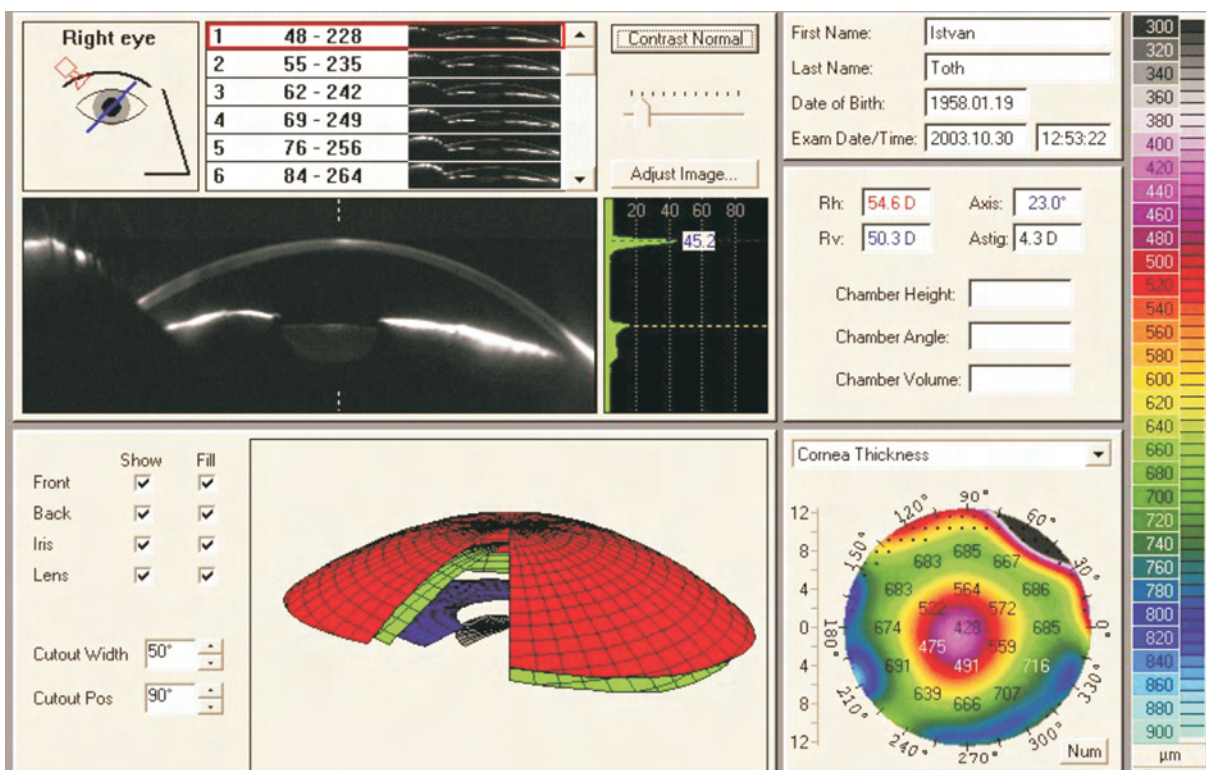 Right eye
1 48 - 228
2 55 - 235
3 62 - 242
4 69 - 249
5 76 - 256
6 84 - 264
Contrast Normal
Adjust Image...
20 40 60 80
45.2
First Name: Istvan
Last Name: Toth
Date of Birth: 1958.01.19
Exam Date/Time: 2003.10.30 12:53:22
Rh: 54.6 D Axis: 23.0°
Rv: 50.3 D Astig: 4.3 D
Chamber Height:
Chamber Angle:
Chamber Volume:
Show Fill
Front
Back
Iris
Lens
Cutout Width 50°
Cutout Pos 90°
Cornea Thickness
90°
120° 60°
150° 30°
180° 0°
210° 330°
240° 300°
270°
12
8
4
0
4
8
12
685
683 667
683 564 686
572
674 428 685
475 559
691 491 716
639 707
666
Num
300
320
340
360
380
400
420
440
460
480
500
520
540
560
580
600
620
640
660
680
700
720
740
760
780
800
820
840
860
880
900
µm